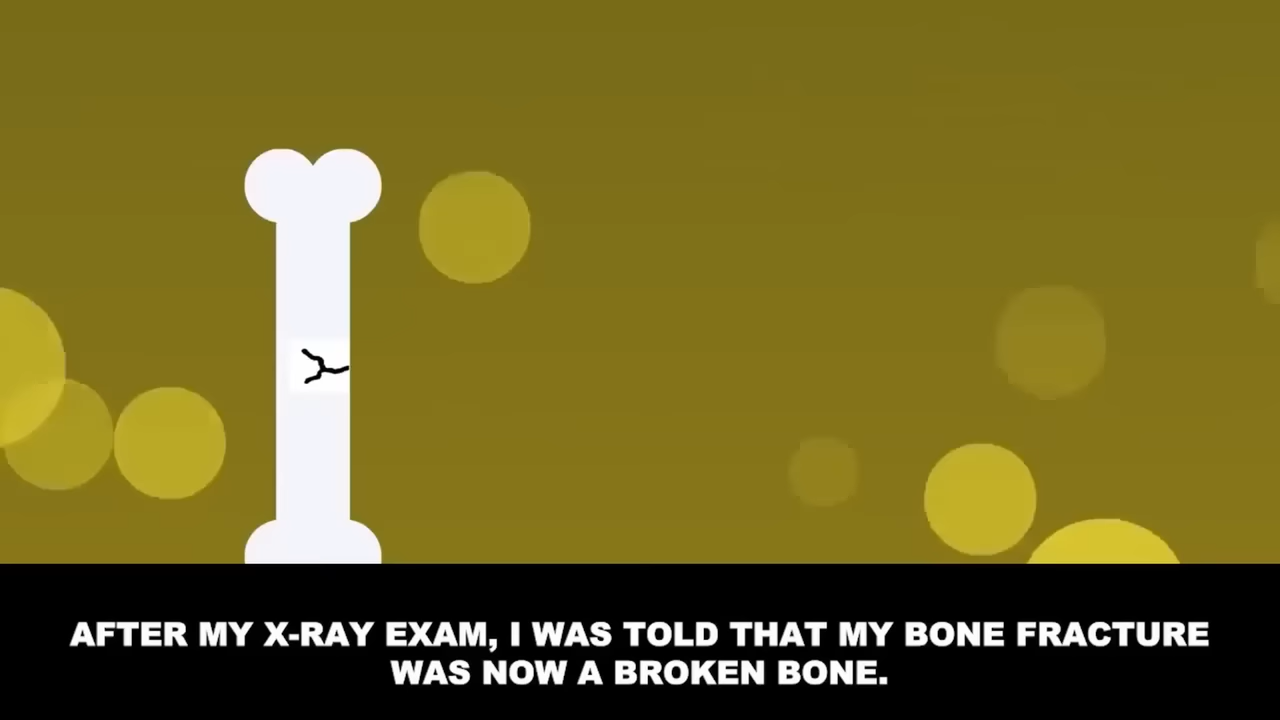 AFTER MY X-RAY EXAM, I WAS TOLD THAT MY BONE FRACTURE
WAS NOW A BROKEN BONE.